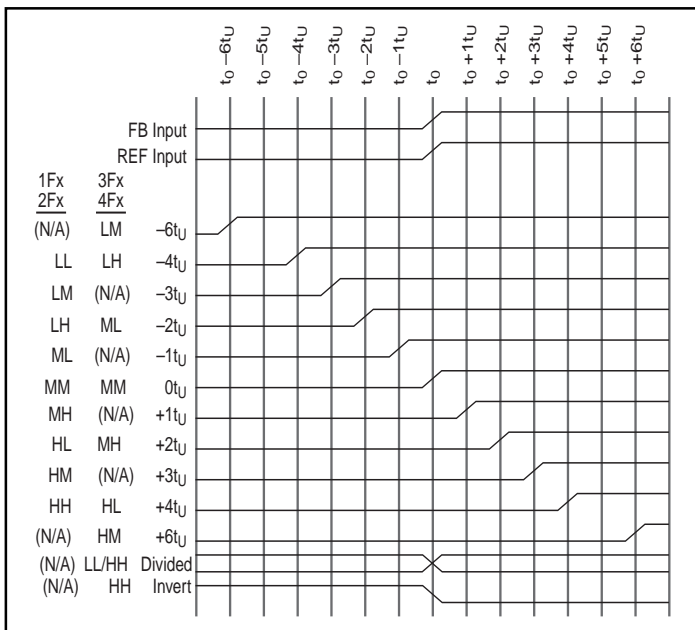 t₀ –6tU
t₀ –5tU
t₀ –4tU
t₀ –3tU
t₀ –2tU
t₀ –1tU
t₀
t₀ +1tU
t₀ +2tU
t₀ +3tU
t₀ +4tU
t₀ +5tU
t₀ +6tU
FB Input
REF Input
1Fx 3Fx
2Fx 4Fx
(N/A) LM –6tU
LL LH –4tU
LM (N/A) –3tU
LH ML –2tU
ML (N/A) –1tU
MM MM 0tU
MH (N/A) +1tU
HL MH +2tU
HM (N/A) +3tU
HH HL +4tU
(N/A) HM +6tU
(N/A) LL/HH Divided
(N/A) HH Invert